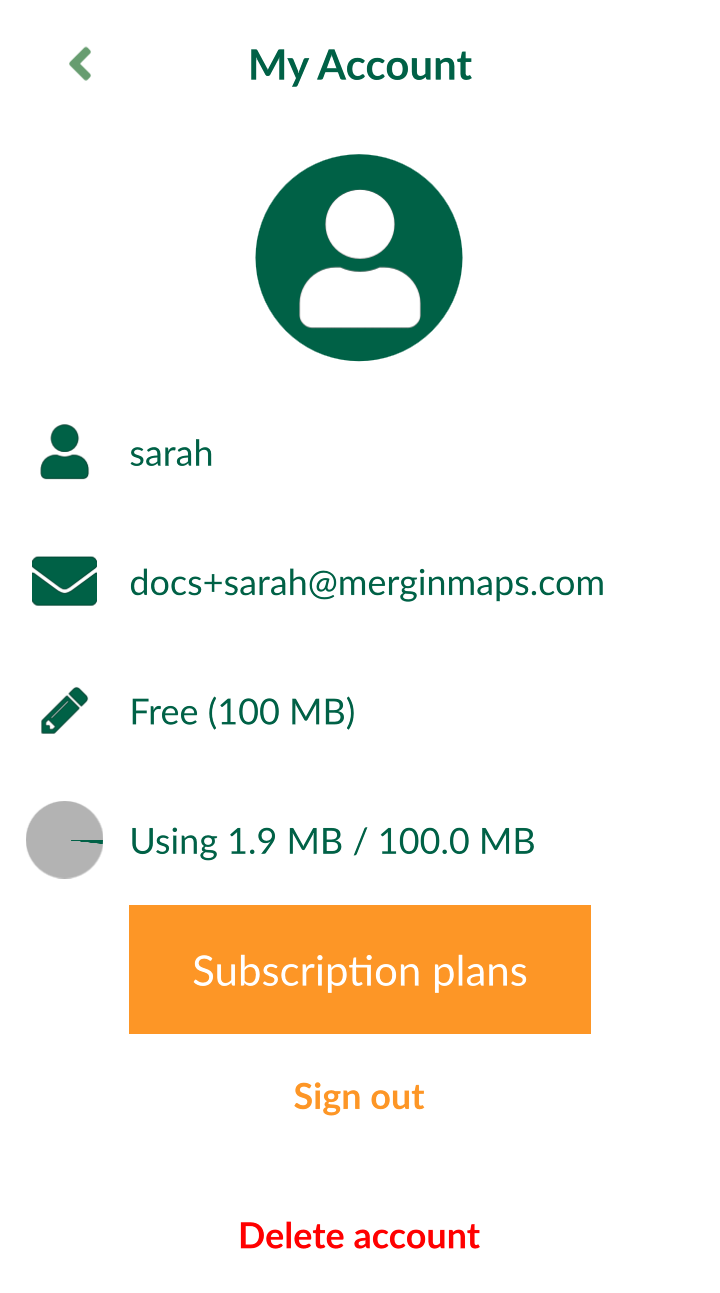 My Account
sarah
docs+sarah@merginmaps.com
Free (100 MB)
Using 1.9 MB / 100.0 MB
Subscription plans
Sign out
Delete account